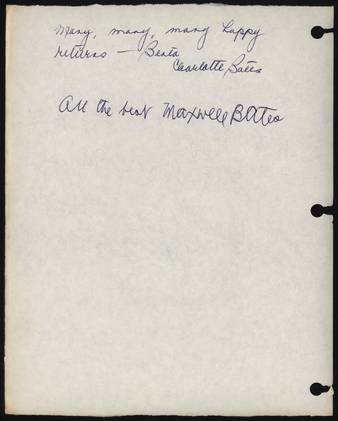 Many, many, many happy
returns — Beata
Charlotte Bates
All the best Maxwell Bates